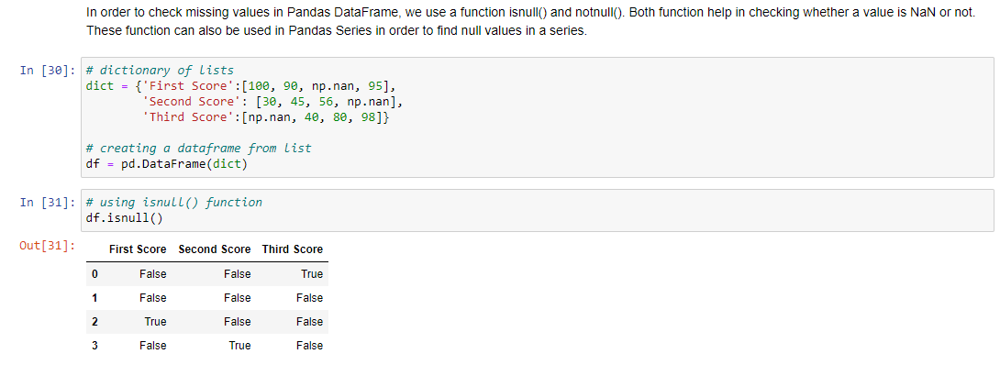 In order to check missing values in Pandas DataFrame, we use a function isnull() and notnull(). Both function help in checking whether a value is NaN or not.
These function can also be used in Pandas Series in order to find null values in a series.
In [30]: # dictionary of lists
dict = {'First Score':[100, 90, np.nan, 95],
'Second Score': [30, 45, 56, np.nan],
'Third Score':[np.nan, 40, 80, 98]}
# creating a dataframe from list
df = pd.DataFrame(dict)
In [31]: # using isnull() function
df.isnull()
Out[31]:
First Score Second Score Third Score
0 False False True
1 False False False
2 True False False
3 False True False